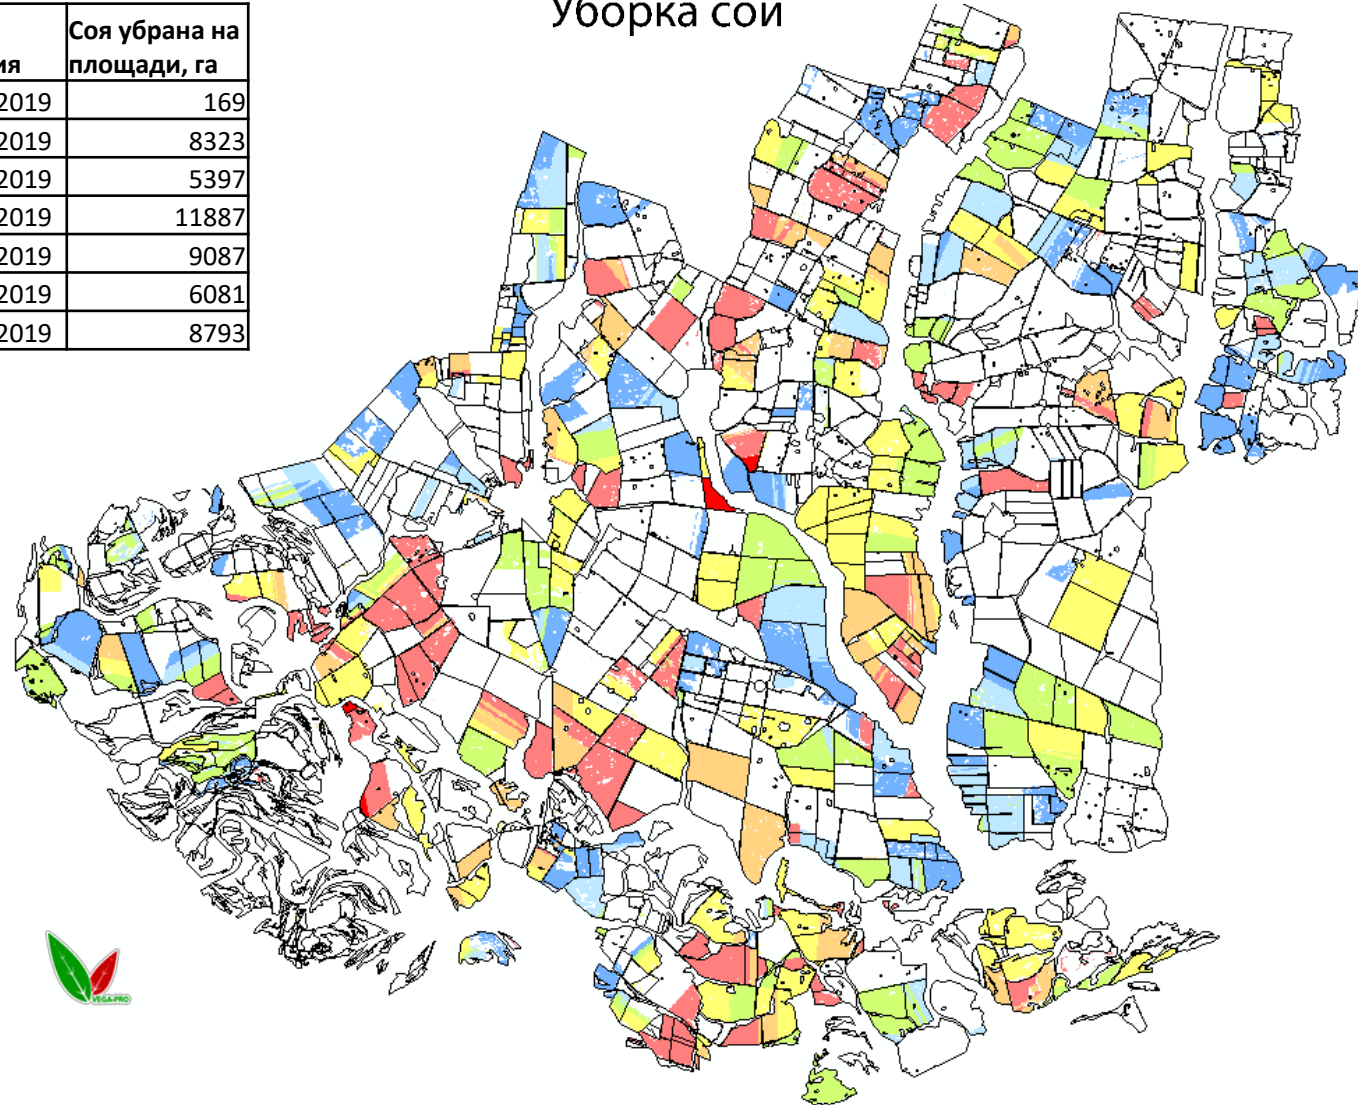 Уборка сои
Соя убрана на
ия площади, га
2019 169
2019 8323
2019 5397
2019 11887
2019 9087
2019 6081
2019 8793
VEGA-PRO